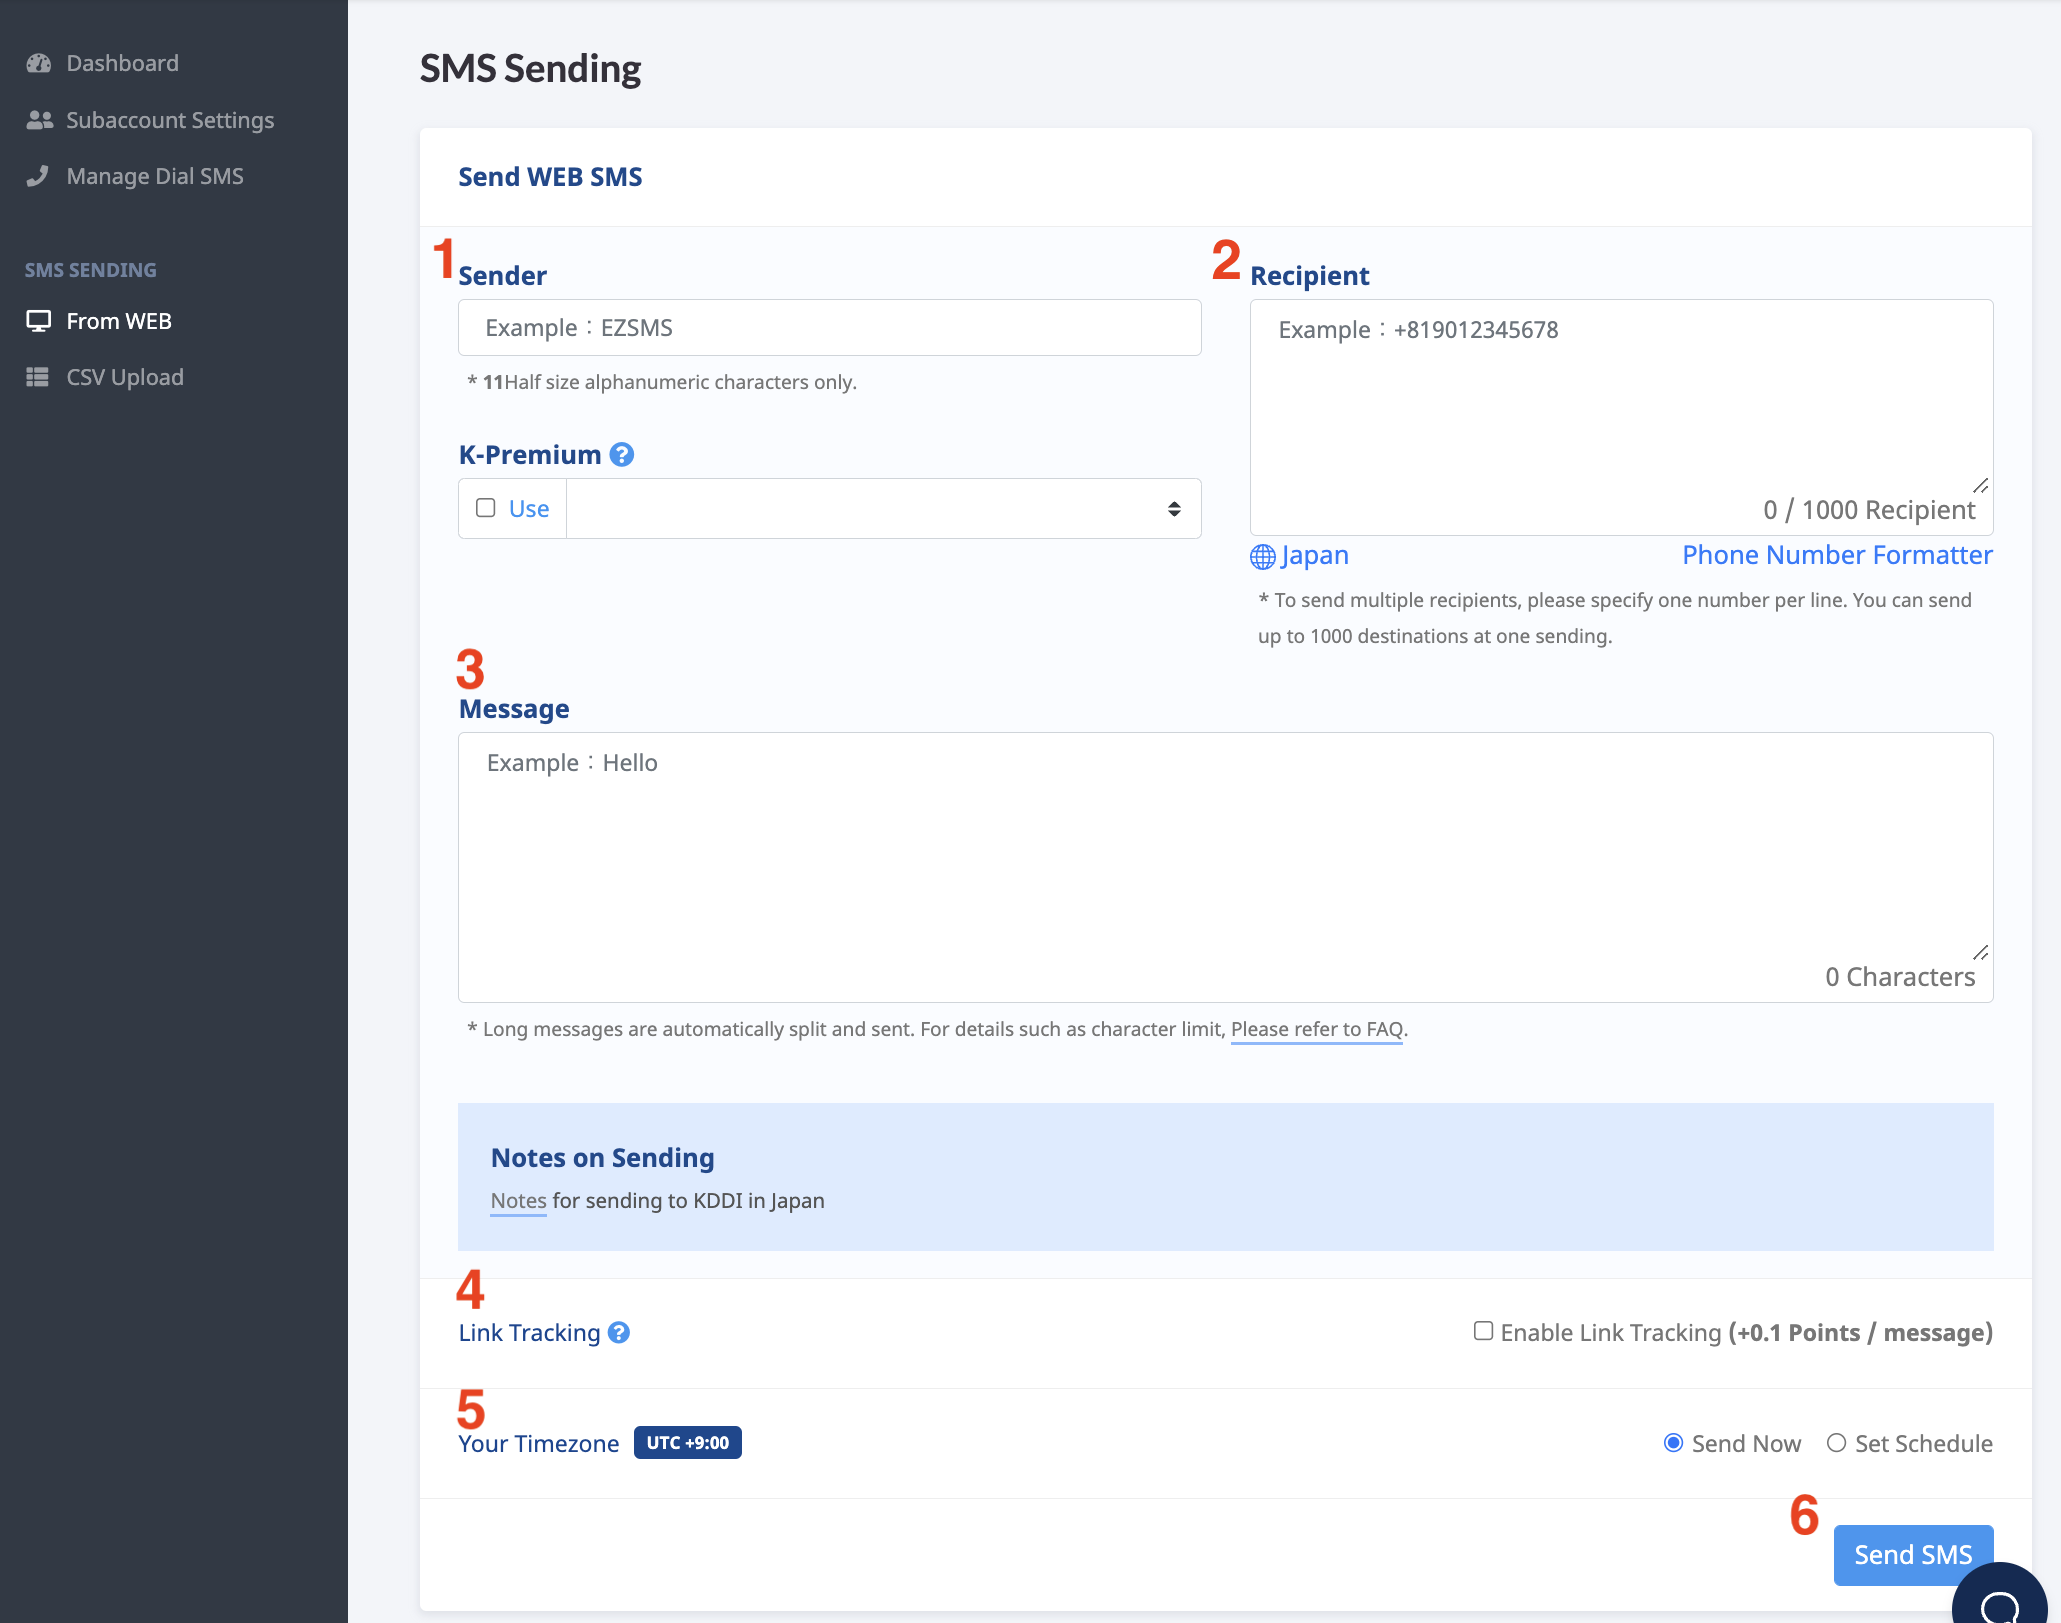 Dashboard
Subaccount Settings
Manage Dial SMS
SMS SENDING
From WEB
CSV Upload
SMS Sending
Send WEB SMS
1
Sender
Example：EZSMS
* 11Half size alphanumeric characters only.
K-Premium ?
Use
2
Recipient
Example：+819012345678
0 / 1000 Recipient
Japan
Phone Number Formatter
* To send multiple recipients, please specify one number per line. You can send
up to 1000 destinations at one sending.
3
Message
Example：Hello
0 Characters
* Long messages are automatically split and sent. For details such as character limit, Please refer to FAQ.
Notes on Sending
Notes for sending to KDDI in Japan
4
Link Tracking ?
Enable Link Tracking (+0.1 Points / message)
5
Your Timezone UTC +9:00
Send Now Set Schedule
6
Send SMS